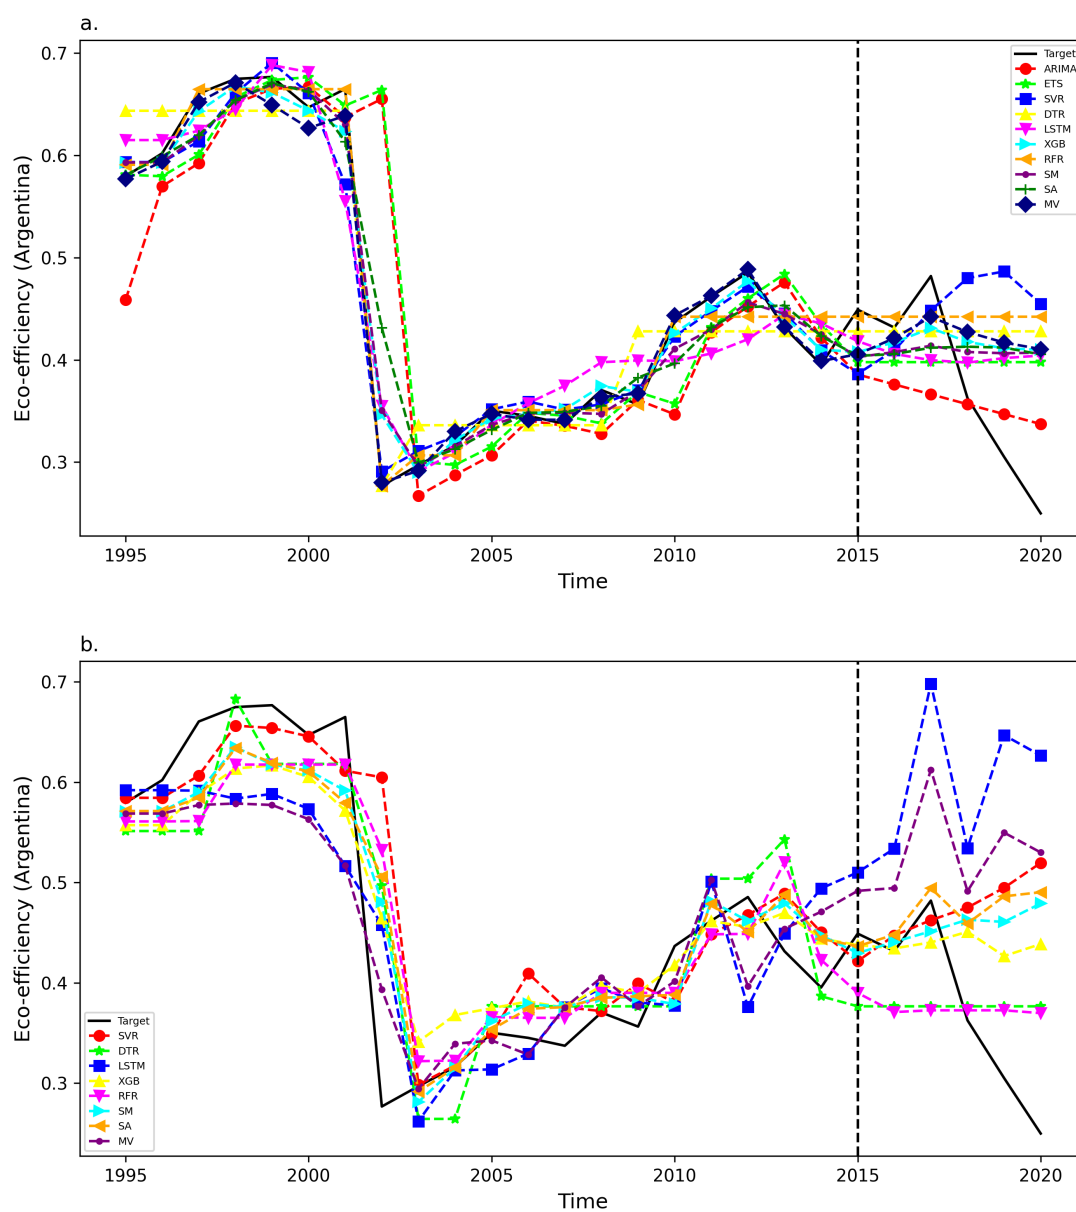 a.
Eco-efficiency (Argentina)
0.7
0.6
0.5
0.4
0.3
1995
2000
2005
2010
2015
2020
Time
Target
ARIMA
ETS
SVR
DTR
LSTM
XGB
RFR
SM
SA
MV
b.
Eco-efficiency (Argentina)
0.7
0.6
0.5
0.4
0.3
1995
2000
2005
2010
2015
2020
Time
Target
SVR
DTR
LSTM
XGB
RFR
SM
SA
MV